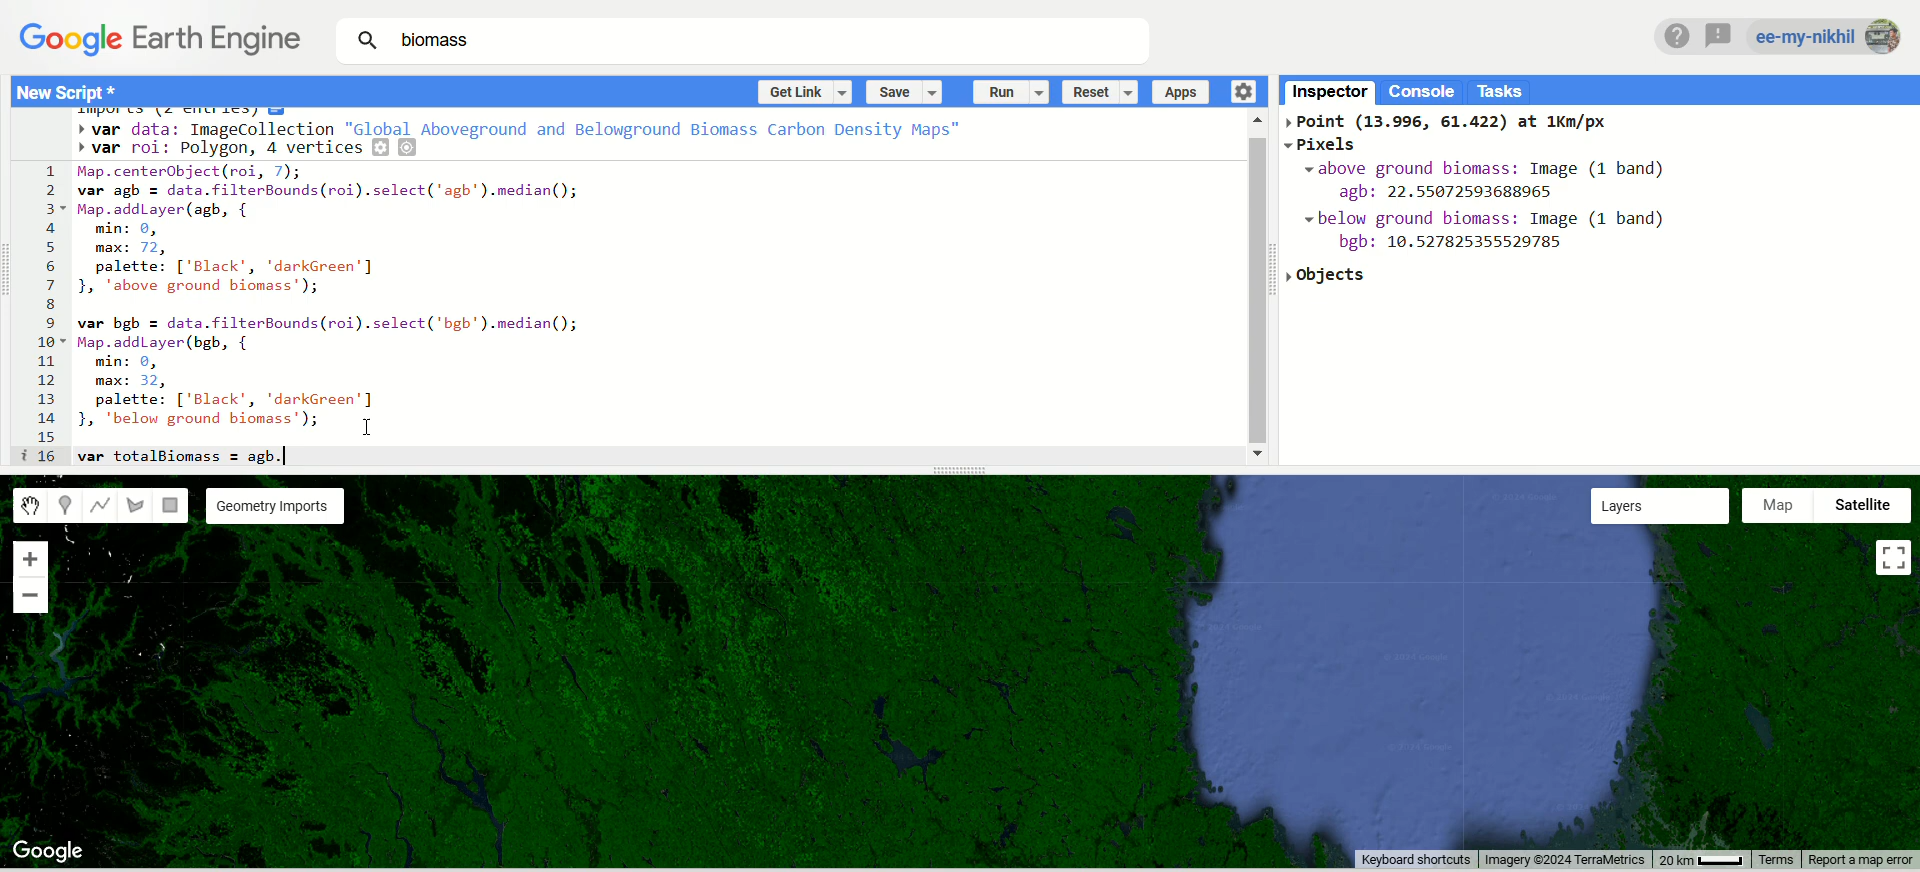 Google Earth Engine
biomass
ee-my-nikhil
New Script *
Get Link
Save
Run
Reset
Apps
Imports (2 entries)
var data: ImageCollection "Global Aboveground and Belowground Biomass Carbon Density Maps"
var roi: Polygon, 4 vertices
1 Map.centerObject(roi, 7);
2 var agb = data.filterBounds(roi).select('agb').median();
3 Map.addLayer(agb, {
4 min: 0,
5 max: 72,
6 palette: ['Black', 'darkGreen']
7 }, 'above ground biomass');
8
9 var bgb = data.filterBounds(roi).select('bgb').median();
10 Map.addLayer(bgb, {
11 min: 0,
12 max: 32,
13 palette: ['Black', 'darkGreen']
14 }, 'below ground biomass');
15
i 16 var totalBiomass = agb.
Inspector Console Tasks
Point (13.996, 61.422) at 1Km/px
Pixels
above ground biomass: Image (1 band)
agb: 22.55072593688965
below ground biomass: Image (1 band)
bgb: 10.527825355529785
Objects
Geometry Imports
Layers
Map
Satellite
Google
Keyboard shortcuts
Imagery ©2024 TerraMetrics
20 km
Terms
Report a map error